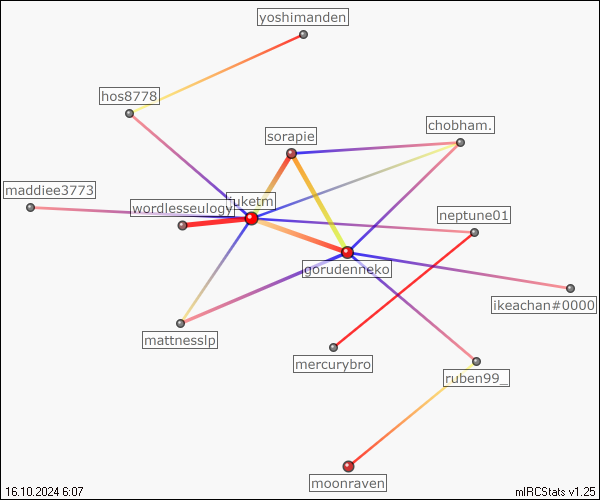 yoshimanden
hos8778
sorapie
chobham.
maddiee3773
wordlesseulogy
neptune01
gorudenneko
ikeachan#0000
mattnesslp
mercurybro
ruben99_
moonraven
16.10.2024 6:07
mIRCStats v1.25